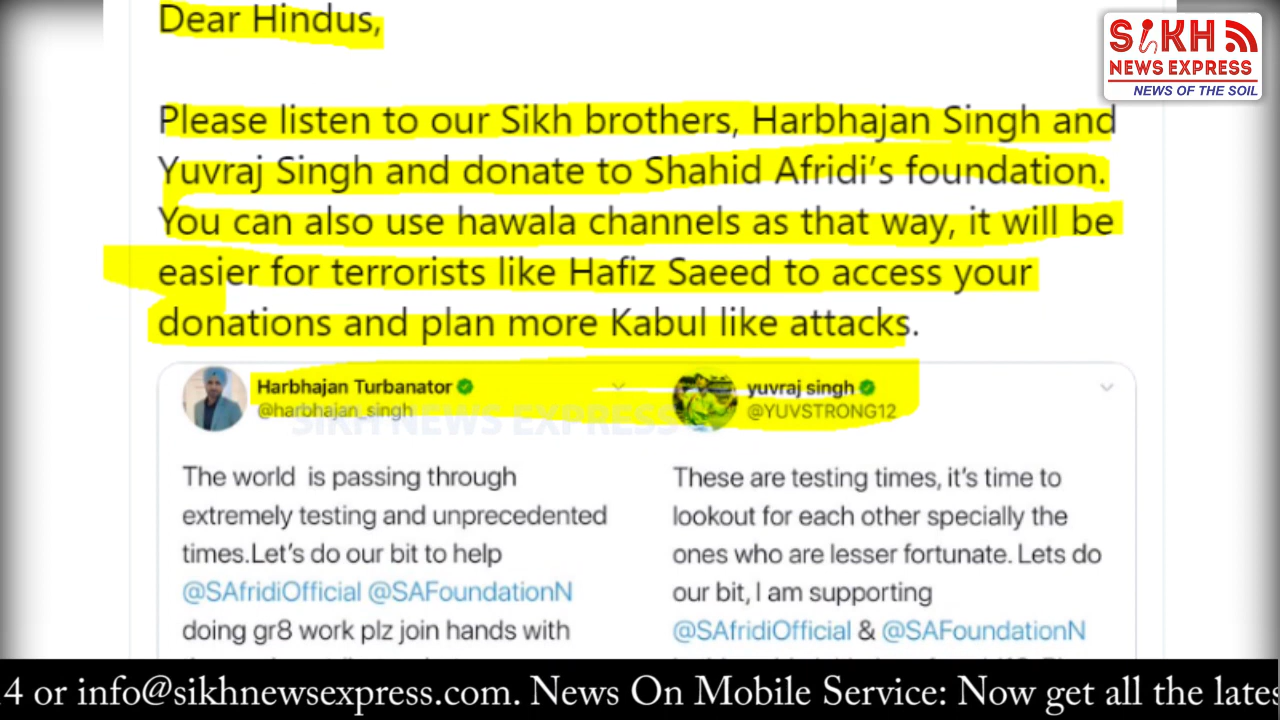 Dear Hindus,
SiKH
NEWS EXPRESS
NEWS OF THE SOIL
Please listen to our Sikh brothers, Harbhajan Singh and
Yuvraj Singh and donate to Shahid Afridi's foundation.
You can also use hawala channels as that way, it will be
easier for terrorists like Hafiz Saeed to access your
donations and plan more Kabul like attacks.
Harbhajan Turbanator
@harbhajan_singh
SIKH NEWS EXPRESS
The world is passing through
extremely testing and unprecedented
times.Let's do our bit to help
@SAfridiOfficial @SAFoundationN
doing gr8 work plz join hands with
yuvraj singh
@YUVSTRONG12
These are testing times, it's time to
lookout for each other specially the
ones who are lesser fortunate. Lets do
our bit, I am supporting
@SAfridiOfficial & @SAFoundationN
4 or info@sikhnewsexpress.com. News On Mobile Service: Now get all the lates